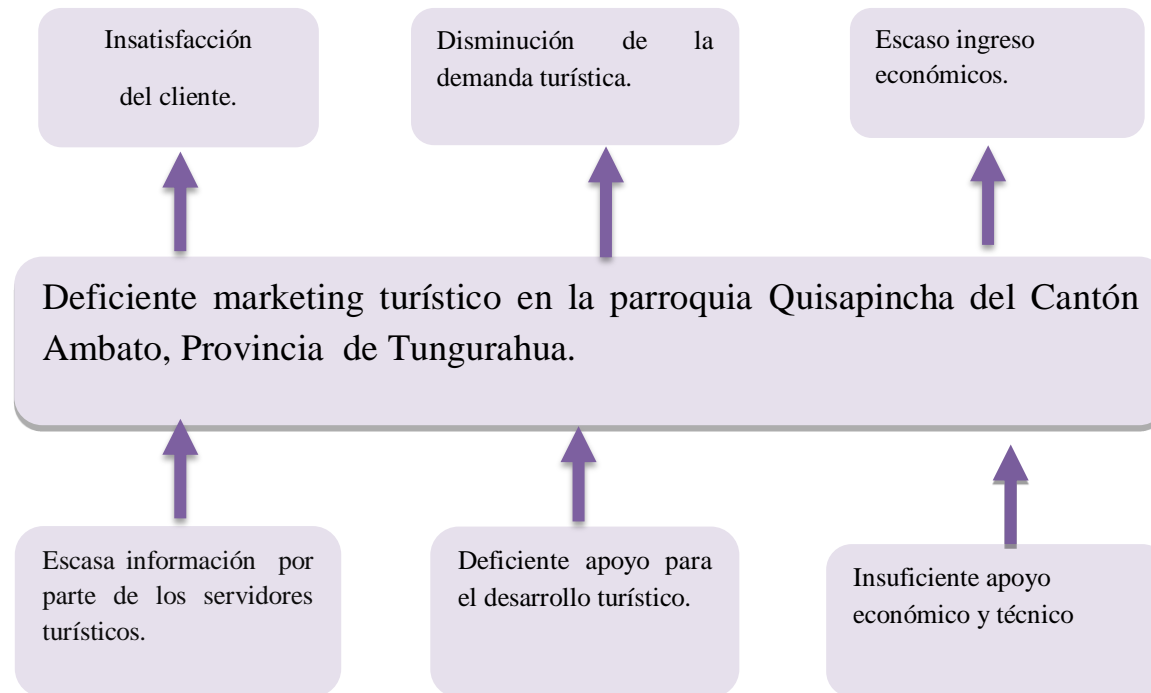 Insatisfacción
del cliente.
Disminución de la
demanda turística.
Escaso ingreso
económicos.
Deficiente marketing turístico en la parroquia Quisapincha del Cantón
Ambato, Provincia de Tungurahua.
Escasa información por
parte de los servidores
turísticos.
Deficiente apoyo para
el desarrollo turístico.
Insuficiente apoyo
económico y técnico